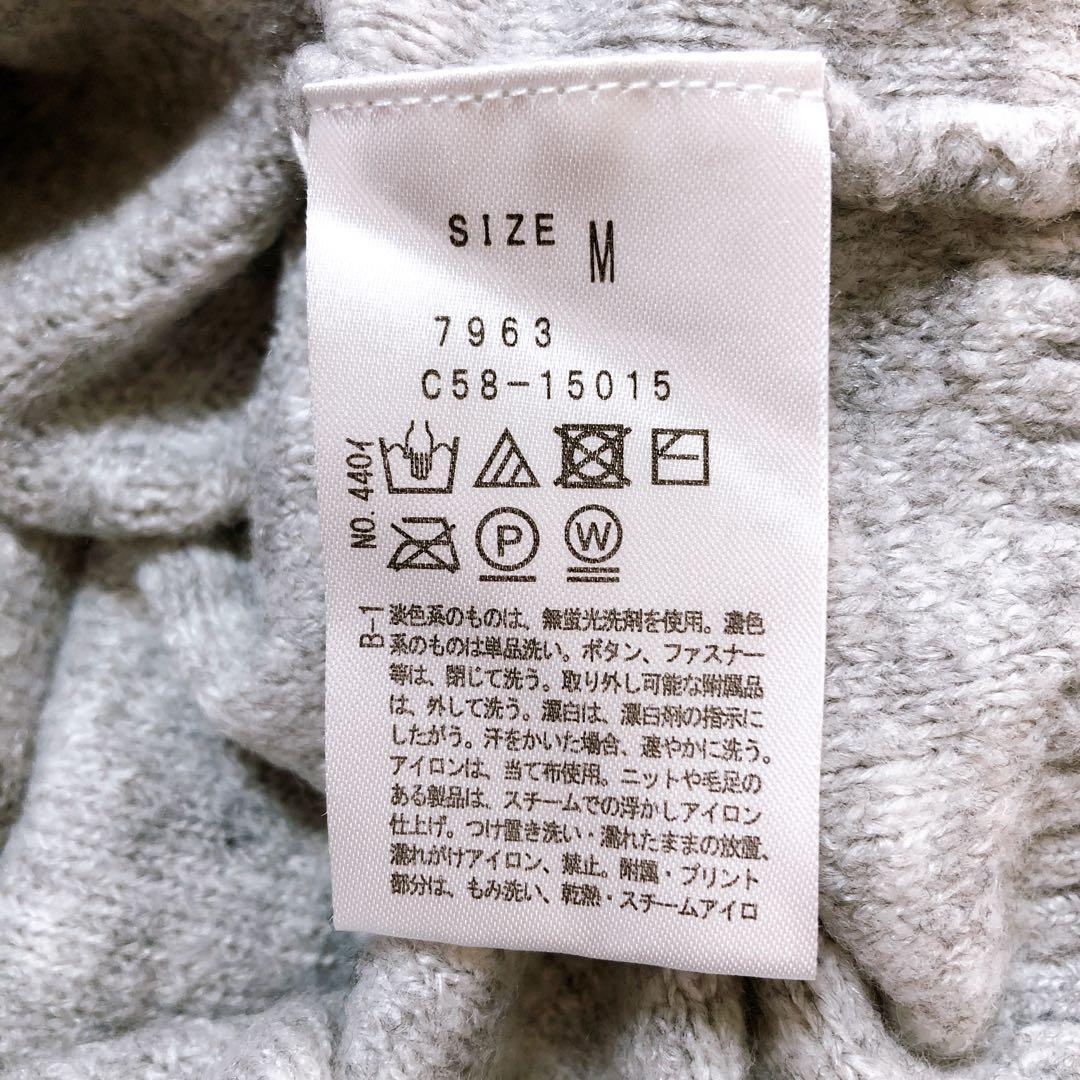 SIZE M
7963
C58-15015
NO. 440イ
P W
B-1
淡色系のものは、無蛍光洗剤を使用。濃色
系のものは単品洗い。ボタン、ファスナー
等は、閉じて洗う。取り外し可能な附属品
は、外して洗う。漂白は、漂白剤の指示に
したがう。汗をかいた場合、速やかに洗う。
アイロンは、当て布使用。ニットや毛足の
ある製品は、スチームでの浮かしアイロン
仕上げ。つけ置き洗い・濡れたままの放置、
濡れがけアイロン、禁止。附属・プリント
部分は、もみ洗い、乾熱・スチームアイロ